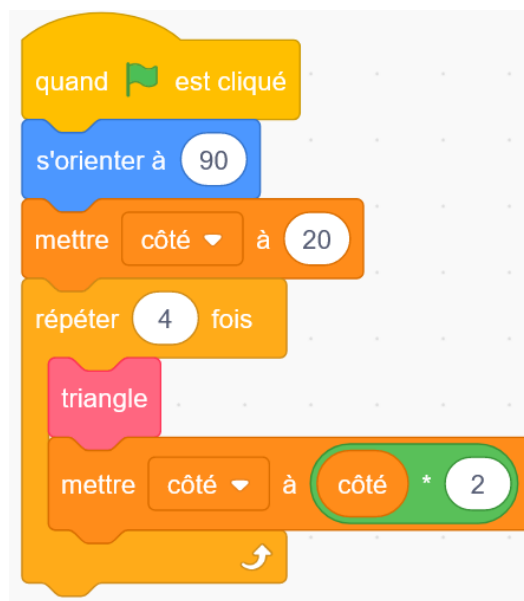 quand est cliqué
s'orienter à 90
mettre côté à 20
répéter 4 fois
triangle
mettre côté à côté * 2